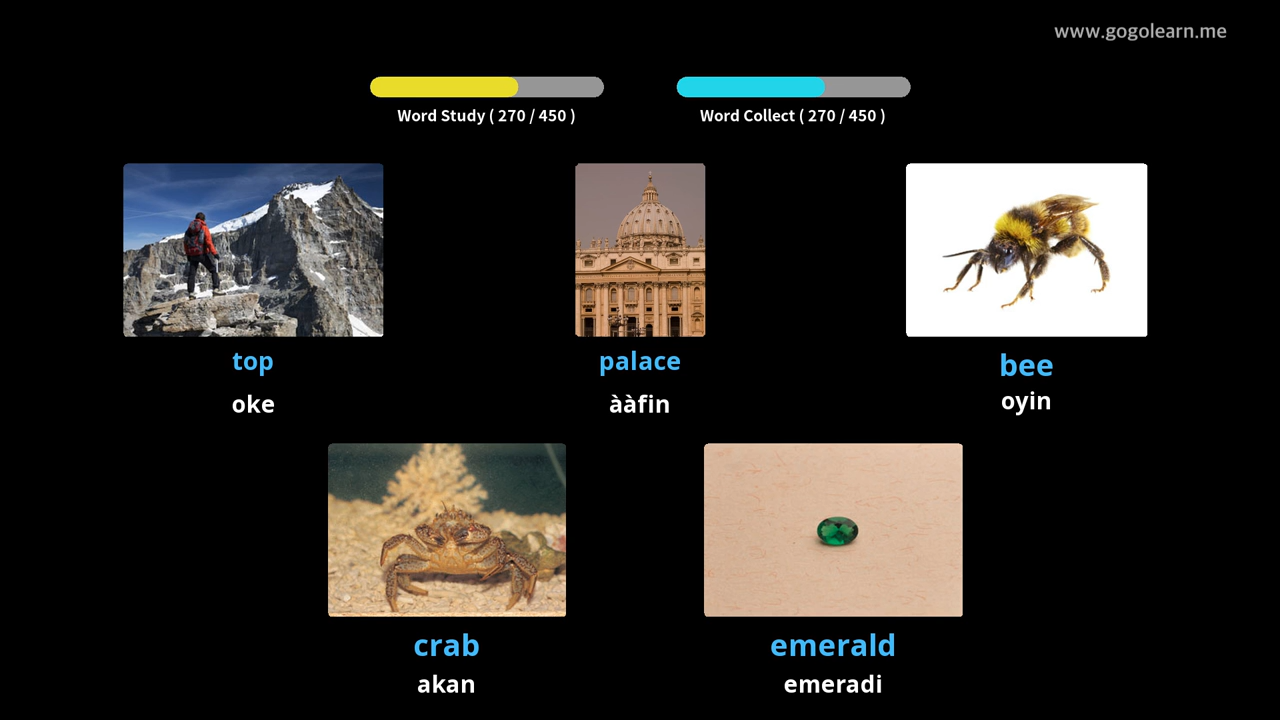 www.gogolearn.me
Word Study ( 270 / 450 )
Word Collect ( 270 / 450 )
top
oke
palace
ààfin
bee
oyin
crab
akan
emerald
emeradi